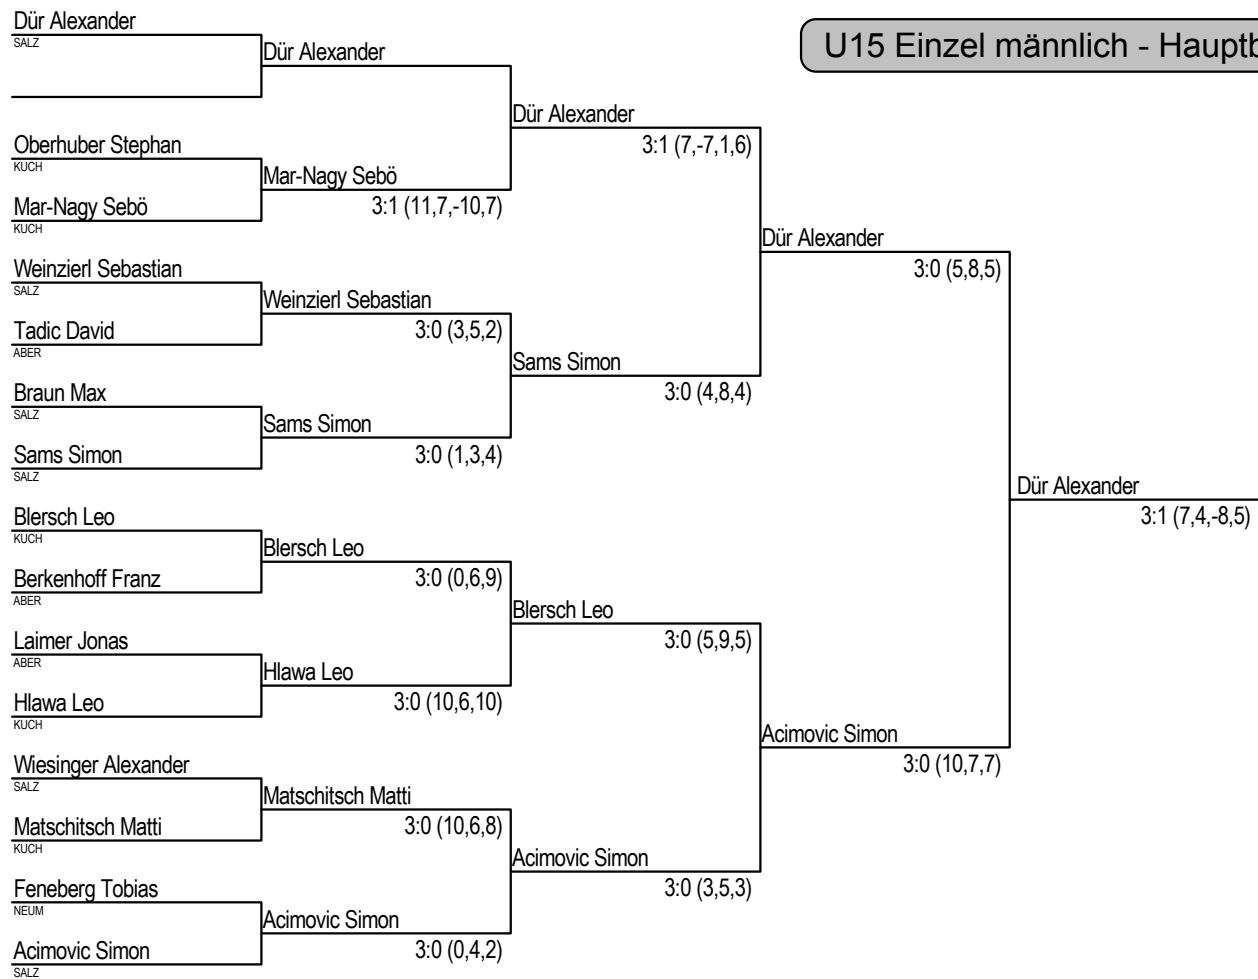 U15 Einzel männlich - Hauptb
Dür Alexander
SALZ
Oberhuber Stephan
KUCH
Mar-Nagy Sebö
KUCH
Weinzierl Sebastian
SALZ
Tadic David
ABER
Braun Max
SALZ
Sams Simon
SALZ
Blersch Leo
KUCH
Berkenhoff Franz
ABER
Laimer Jonas
ABER
Hlawa Leo
KUCH
Wiesinger Alexander
SALZ
Matschitsch Matti
KUCH
Feneberg Tobias
NEUM
Acimovic Simon
SALZ
Dür Alexander
Mar-Nagy Sebö
3:1 (11,7,-10,7)
Weinzierl Sebastian
3:0 (3,5,2)
Sams Simon
3:0 (1,3,4)
Blersch Leo
3:0 (0,6,9)
Hlawa Leo
3:0 (10,6,10)
Matschitsch Matti
3:0 (10,6,8)
Acimovic Simon
3:0 (0,4,2)
Dür Alexander
3:1 (7,-7,1,6)
Sams Simon
3:0 (4,8,4)
Blersch Leo
3:0 (5,9,5)
Acimovic Simon
3:0 (3,5,3)
Dür Alexander
3:0 (5,8,5)
Acimovic Simon
3:0 (10,7,7)
Dür Alexander
3:1 (7,4,-8,5)